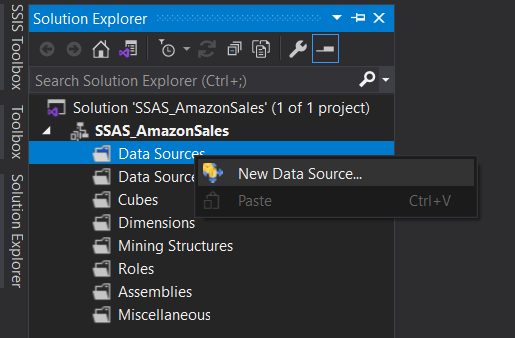 SSIS Toolbox
Toolbox
Solution Explorer
Solution Explorer
Search Solution Explorer (Ctrl+;)
Solution 'SSAS_AmazonSales' (1 of 1 project)
SSAS_AmazonSales
Data Sources
Data Source
New Data Source...
Cubes
Paste Ctrl+V
Dimensions
Mining Structures
Roles
Assemblies
Miscellaneous